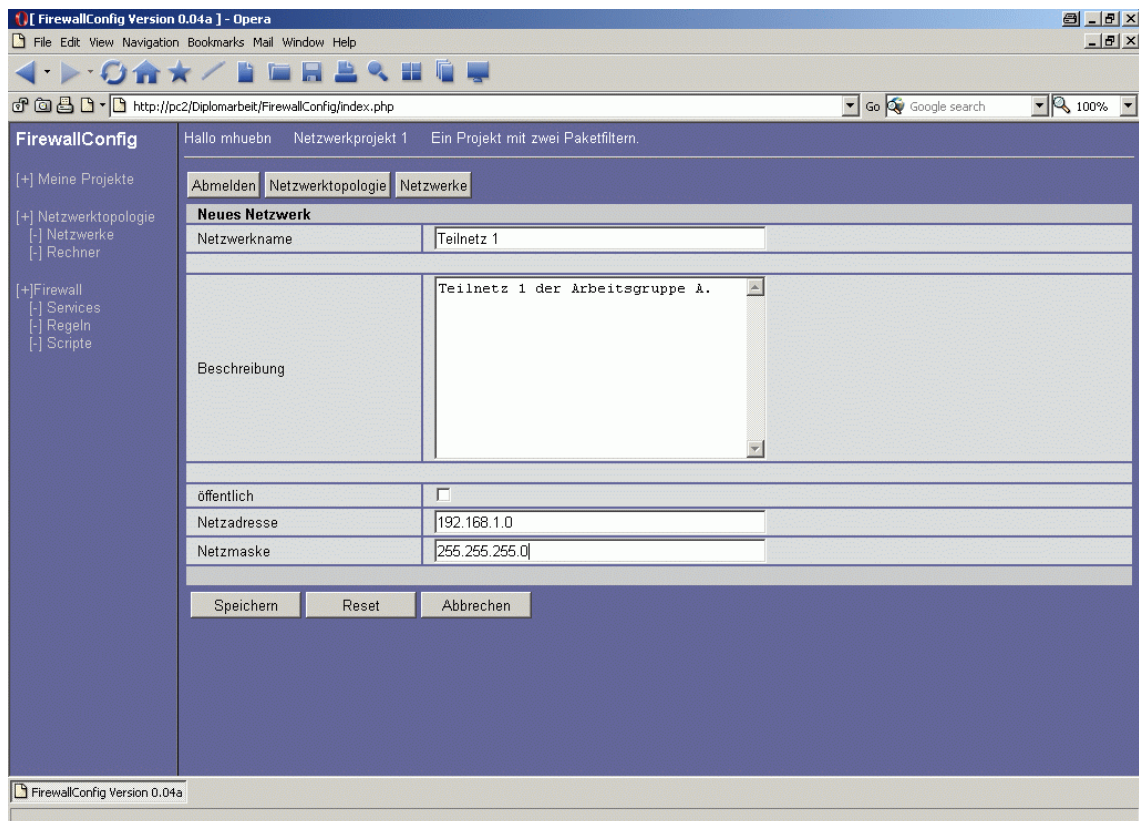 [ FirewallConfig Version 0.04a ] - Opera
File Edit View Navigation Bookmarks Mail Window Help
http://pc2/Diplomarbeit/FirewallConfig/index.php Go Google search 100%
FirewallConfig
[+] Meine Projekte
[+] Netzwerktopologie
[-] Netzwerke
[-] Rechner
[+]Firewall
[-] Services
[-] Regeln
[-] Scripte
Hallo mhuebn Netzwerkprojekt 1 Ein Projekt mit zwei Paketfiltern.
Abmelden Netzwerktopologie Netzwerke
Neues Netzwerk
Netzwerkname Teilnetz 1
Beschreibung Teilnetz 1 der Arbeitsgruppe A.
öffentlich
Netzadresse 192.168.1.0
Netzmaske 255.255.255.0
Speichern Reset Abbrechen
FirewallConfig Version 0.04a